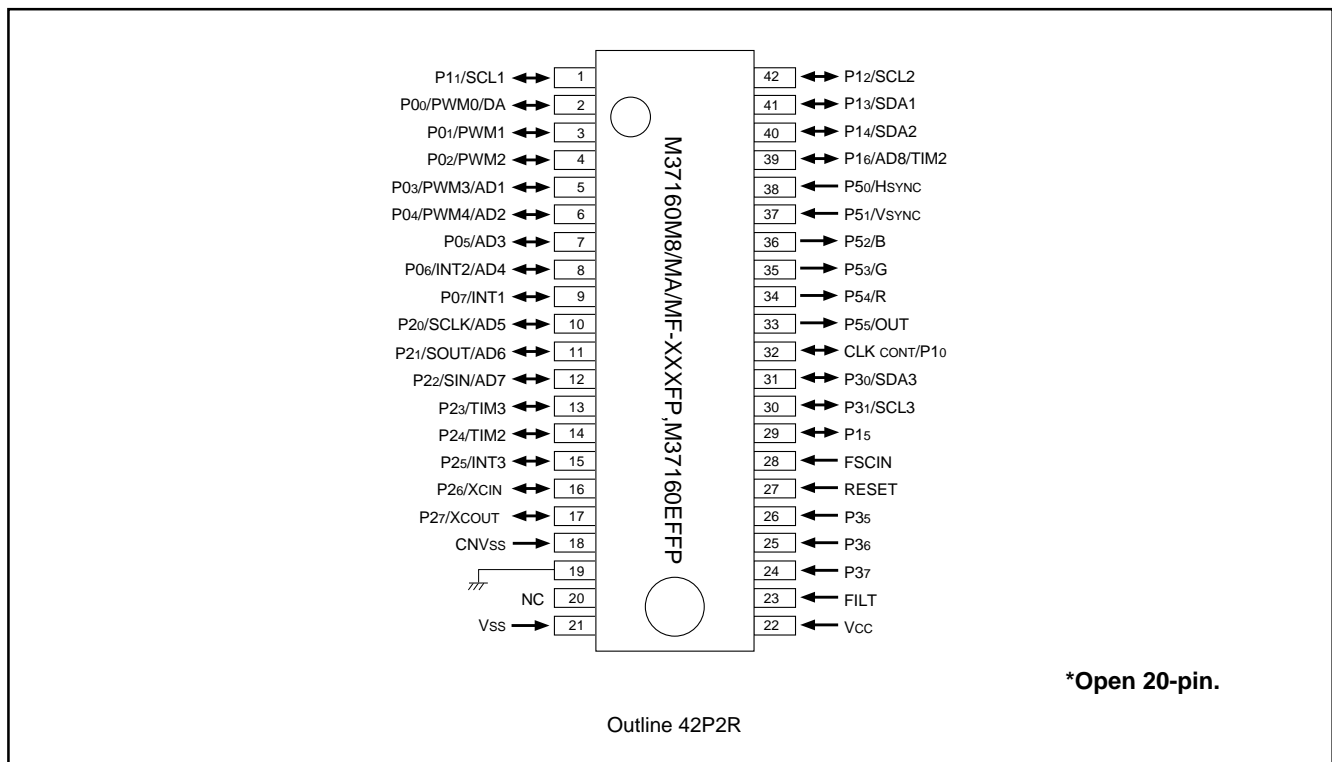 P11/SCL1 1
P00/PWM0/DA 2
P01/PWM1 3
P02/PWM2 4
P03/PWM3/AD1 5
P04/PWM4/AD2 6
P05/AD3 7
P06/INT2/AD4 8
P07/INT1 9
P20/SCLK/AD5 10
P21/SOUT/AD6 11
P22/SIN/AD7 12
P23/TIM3 13
P24/TIM2 14
P25/INT3 15
P26/XCIN 16
P27/XCOUT 17
CNVSS 18
19
NC 20
VSS 21
M37160M8/MA/MF-XXXFP,M37160EFFP
42 P12/SCL2
41 P13/SDA1
40 P14/SDA2
39 P16/AD8/TIM2
38 P50/HSYNC
37 P51/VSYNC
36 P52/B
35 P53/G
34 P54/R
33 P55/OUT
32 CLK CONT/P10
31 P30/SDA3
30 P31/SCL3
29 P15
28 FSCIN
27 RESET
26 P35
25 P36
24 P37
23 FILT
22 VCC
*Open 20-pin.
Outline 42P2R